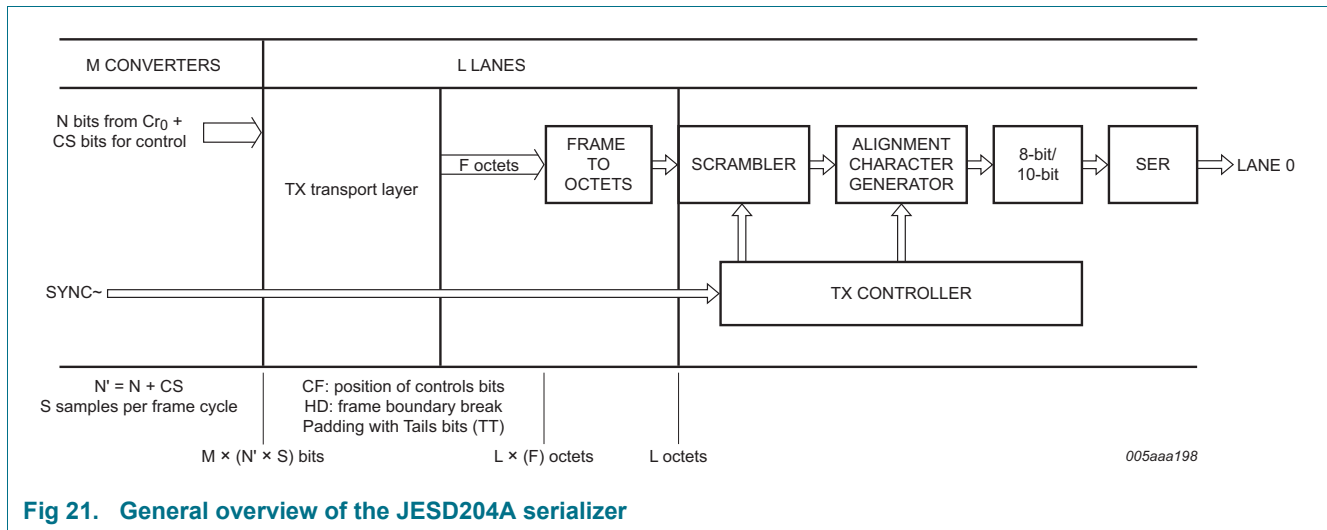 M CONVERTERS
L LANES
N bits from Cr0 +
CS bits for control
TX transport layer
F octets
FRAME
TO
OCTETS
SCRAMBLER
ALIGNMENT
CHARACTER
GENERATOR
8-bit/
10-bit
SER
LANE 0
SYNC~
TX CONTROLLER
N' = N + CS
S samples per frame cycle
CF: position of controls bits
HD: frame boundary break
Padding with Tails bits (TT)
M × (N' × S) bits
L × (F) octets
L octets
005aaa198
Fig 21. General overview of the JESD204A serializer